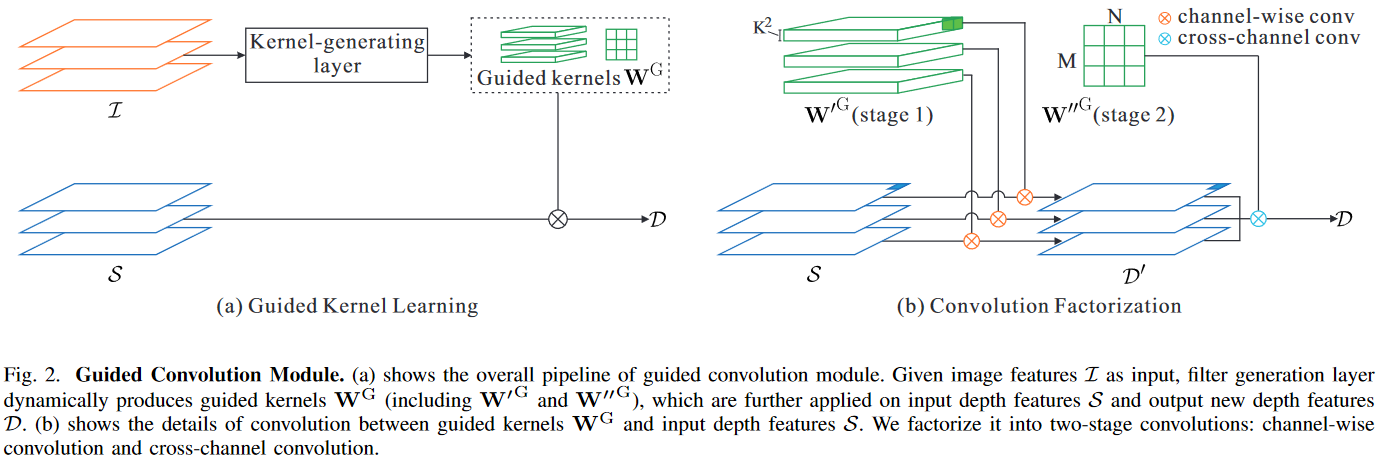 Kernel-generating
layer
Guided kernels W^G
I
S
D
(a) Guided Kernel Learning
K²
N
M
channel-wise conv
cross-channel conv
W′^G(stage 1)
W′′^G(stage 2)
S
D′
D
(b) Convolution Factorization
Fig. 2. Guided Convolution Module. (a) shows the overall pipeline of guided convolution module. Given image features I as input, filter generation layer
dynamically produces guided kernels W^G (including W′^G and W′′^G), which are further applied on input depth features S and output new depth features
D. (b) shows the details of convolution between guided kernels W^G and input depth features S. We factorize it into two-stage convolutions: channel-wise
convolution and cross-channel convolution.